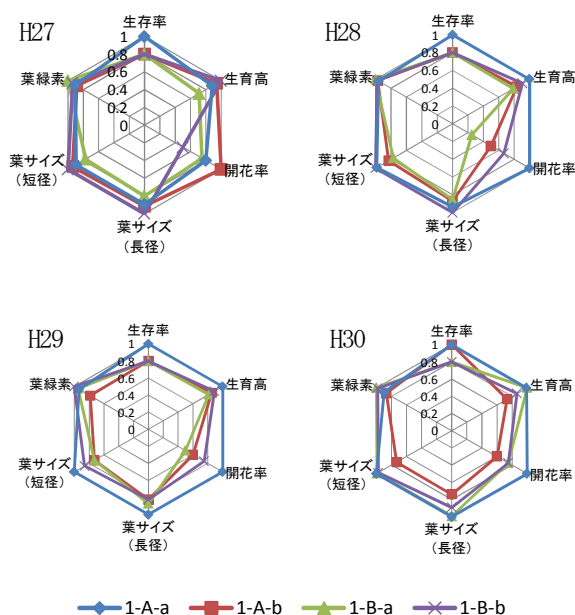 H27
生存率
1
0.8
0.6
0.4
0.2
0
生育高
開花率
葉サイズ
（長径）
葉サイズ
（短径）
葉緑素
H28
生存率
1
0.8
0.6
0.4
0.2
0
生育高
開花率
葉サイズ
（長径）
葉サイズ
（短径）
葉緑素
H29
生存率
1
0.8
0.6
0.4
0.2
0
生育高
開花率
葉サイズ
（長径）
葉サイズ
（短径）
葉緑素
H30
生存率
1
0.8
0.6
0.4
0.2
0
生育高
開花率
葉サイズ
（長径）
葉サイズ
（短径）
葉緑素
1-A-a 1-A-b 1-B-a 1-B-b